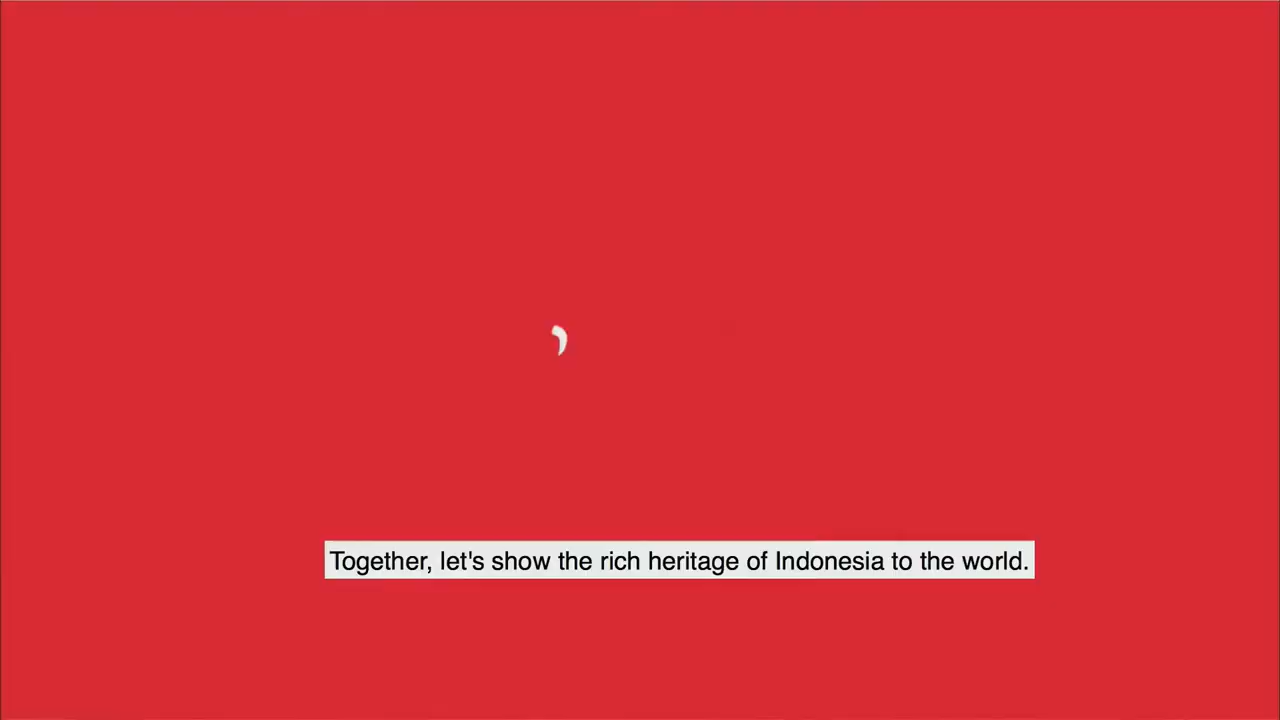 Together, let's show the rich heritage of Indonesia to the world.